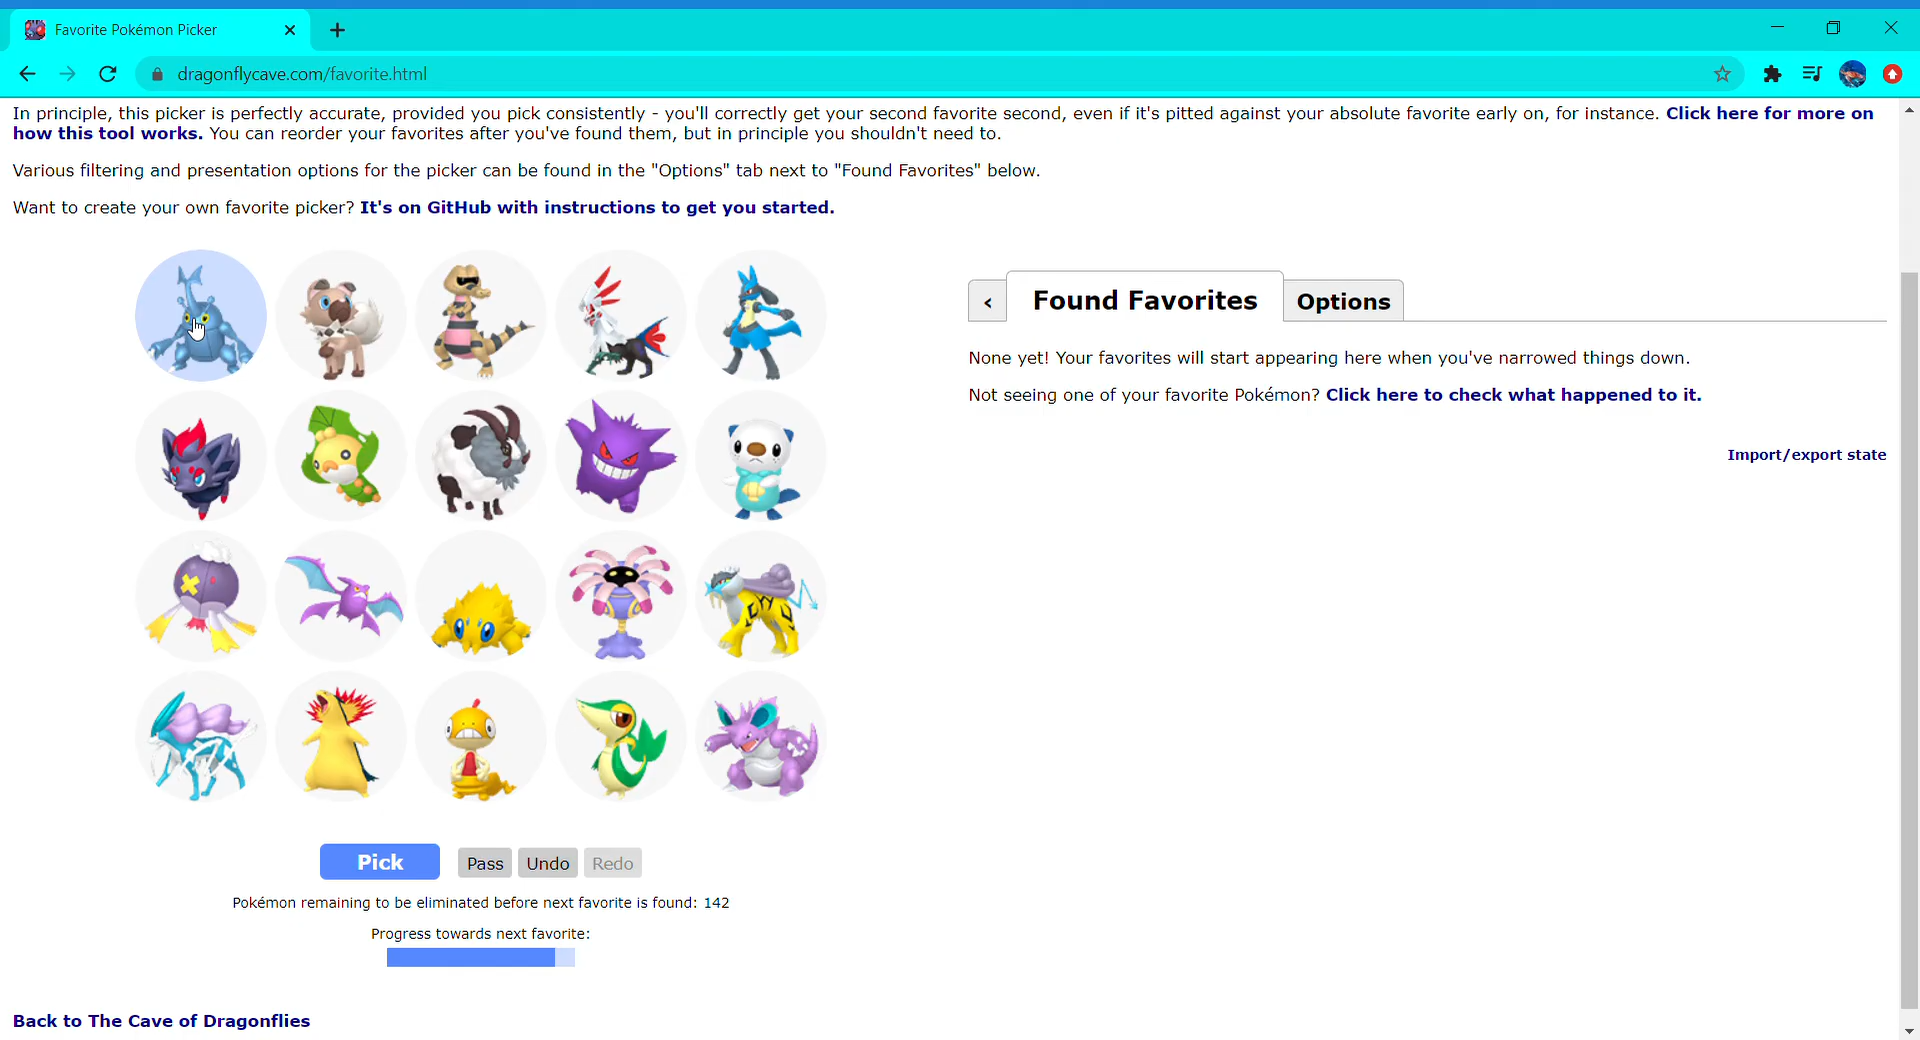 Favorite Pokémon Picker
dragonflycave.com/favorite.html
In principle, this picker is perfectly accurate, provided you pick consistently - you'll correctly get your second favorite second, even if it's pitted against your absolute favorite early on, for instance. Click here for more on
how this tool works. You can reorder your favorites after you've found them, but in principle you shouldn't need to.
Various filtering and presentation options for the picker can be found in the "Options" tab next to "Found Favorites" below.
Want to create your own favorite picker? It's on GitHub with instructions to get you started.
< Found Favorites Options
None yet! Your favorites will start appearing here when you've narrowed things down.
Not seeing one of your favorite Pokémon? Click here to check what happened to it.
Import/export state
Pick Pass Undo Redo
Pokémon remaining to be eliminated before next favorite is found: 142
Progress towards next favorite:
Back to The Cave of Dragonflies